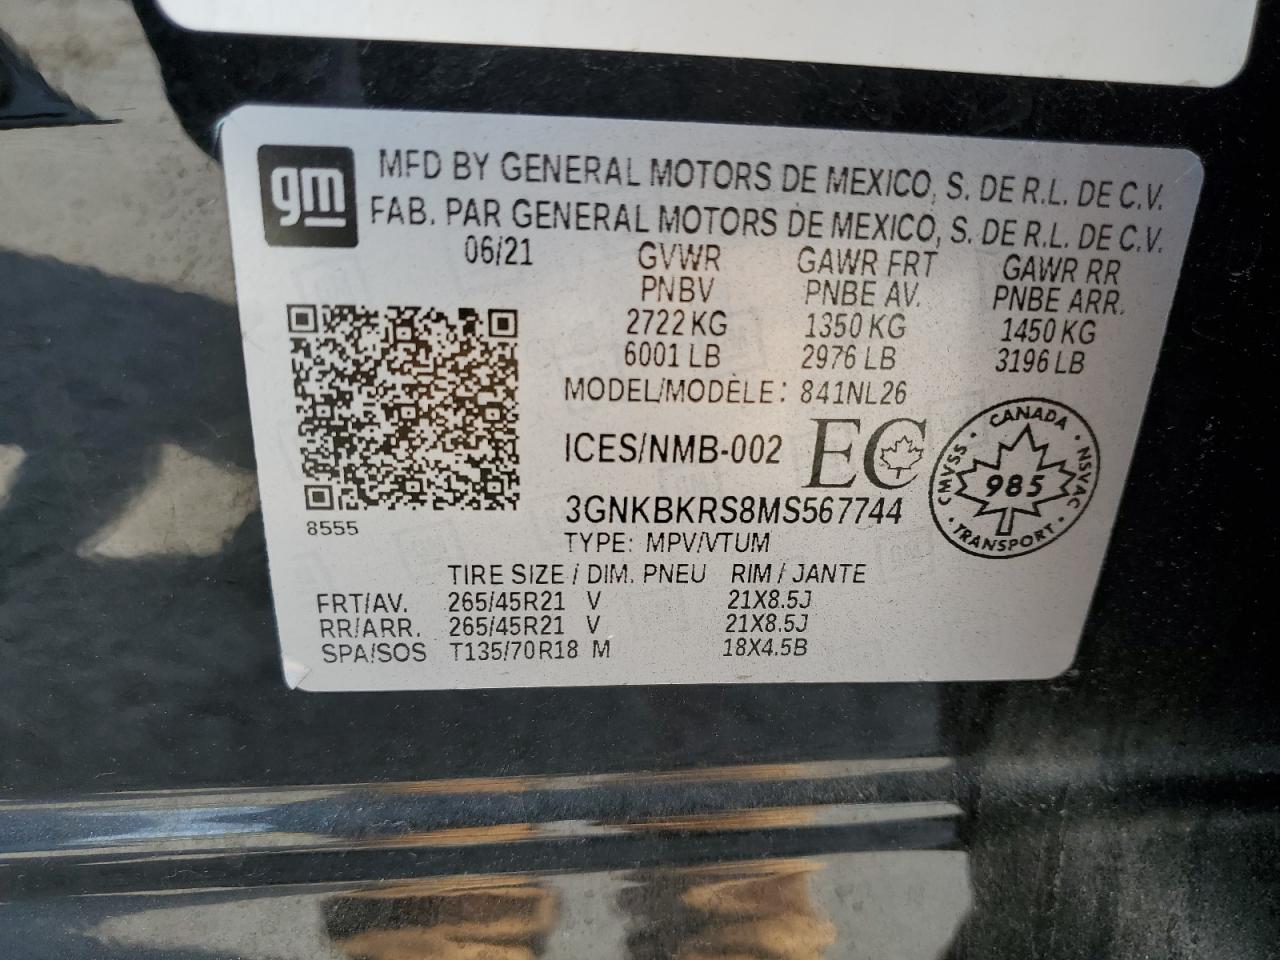 gm
MFD BY GENERAL MOTORS DE MEXICO, S. DE R.L. DE C.V.
FAB. PAR GENERAL MOTORS DE MEXICO, S. DE R.L. DE C.V.
06/21 GVWR GAWR FRT GAWR RR
PNBV PNBE AV. PNBE ARR.
2722 KG 1350 KG 1450 KG
6001 LB 2976 LB 3196 LB
MODEL/MODÈLE: 841NL26
ICES/NMB-002 EC
CANADA
CMVSS 985 NSVAC
TRANSPORT
3GNKBKRS8MS567744
8555
TYPE: MPV/VTUM
TIRE SIZE / DIM. PNEU RIM / JANTE
FRT/AV. 265/45R21 V 21X8.5J
RR/ARR. 265/45R21 V 21X8.5J
SPA/SOS T135/70R18 M 18X4.5B